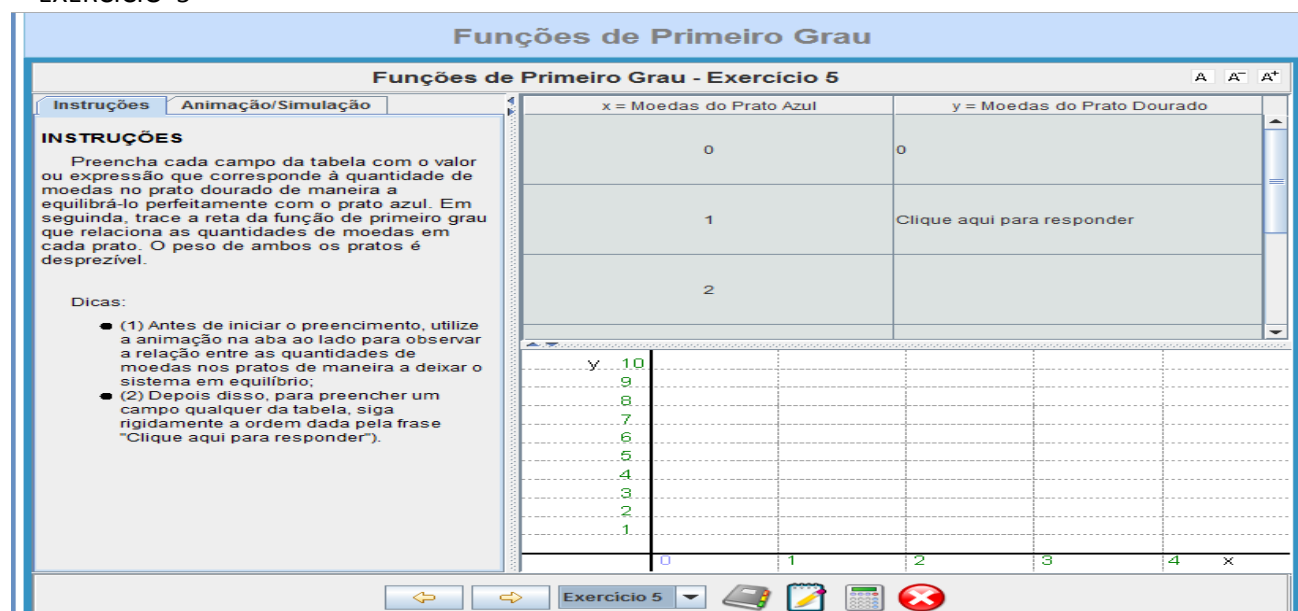 Funções de Primeiro Grau
Funções de Primeiro Grau - Exercício 5
A A⁻ A⁺
Instruções Animação/Simulação
INSTRUÇÕES
Preencha cada campo da tabela com o valor
ou expressão que corresponde à quantidade de
moedas no prato dourado de maneira a
equilibrá-lo perfeitamente com o prato azul. Em
seguinda, trace a reta da função de primeiro grau
que relaciona as quantidades de moedas em
cada prato. O peso de ambos os pratos é
desprezível.
Dicas:
(1) Antes de iniciar o preencimento, utilize
a animação na aba ao lado para observar
a relação entre as quantidades de
moedas nos pratos de maneira a deixar o
sistema em equilíbrio;
(2) Depois disso, para preencher um
campo qualquer da tabela, siga
rigidamente a ordem dada pela frase
"Clique aqui para responder").
x = Moedas do Prato Azul y = Moedas do Prato Dourado
0 0
1 Clique aqui para responder
2
y 10
9
8
7
6
5
4
3
2
1
0 1 2 3 4 x
Exercício 5